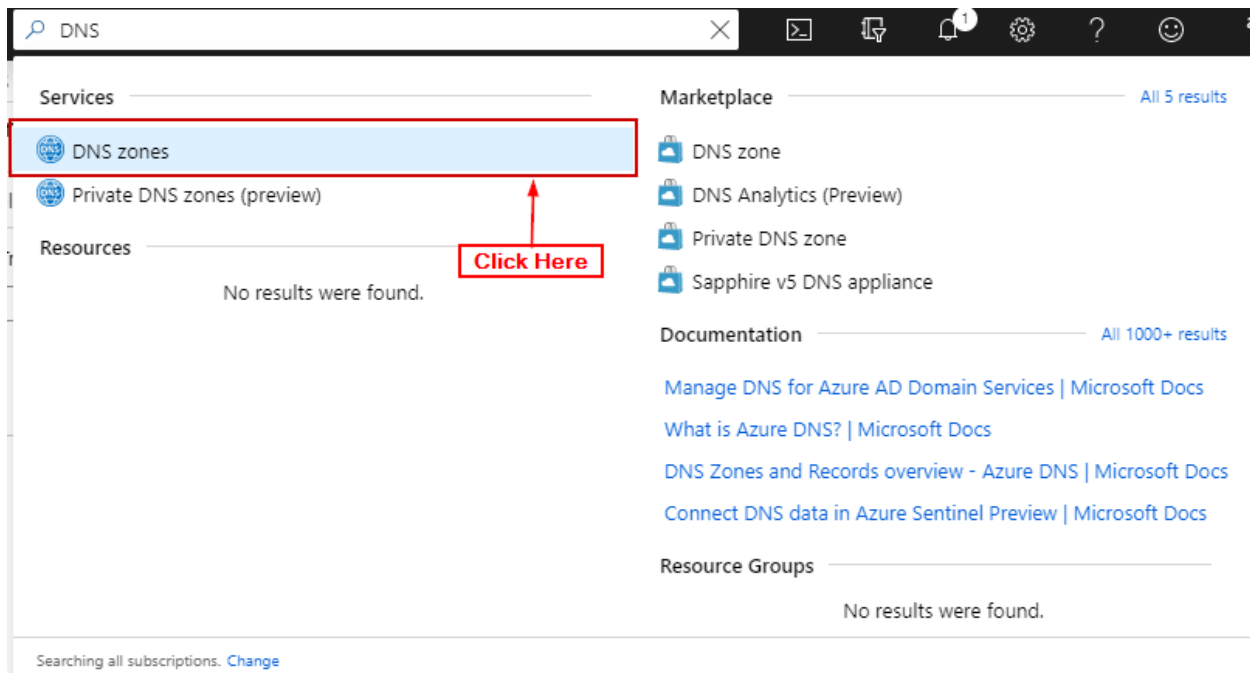 DNS
1
Services
DNS zones
Private DNS zones (preview)
Resources
Click Here
No results were found.
Marketplace
All 5 results
DNS zone
DNS Analytics (Preview)
Private DNS zone
Sapphire v5 DNS appliance
Documentation
All 1000+ results
Manage DNS for Azure AD Domain Services | Microsoft Docs
What is Azure DNS? | Microsoft Docs
DNS Zones and Records overview - Azure DNS | Microsoft Docs
Connect DNS data in Azure Sentinel Preview | Microsoft Docs
Resource Groups
No results were found.
Searching all subscriptions. Change